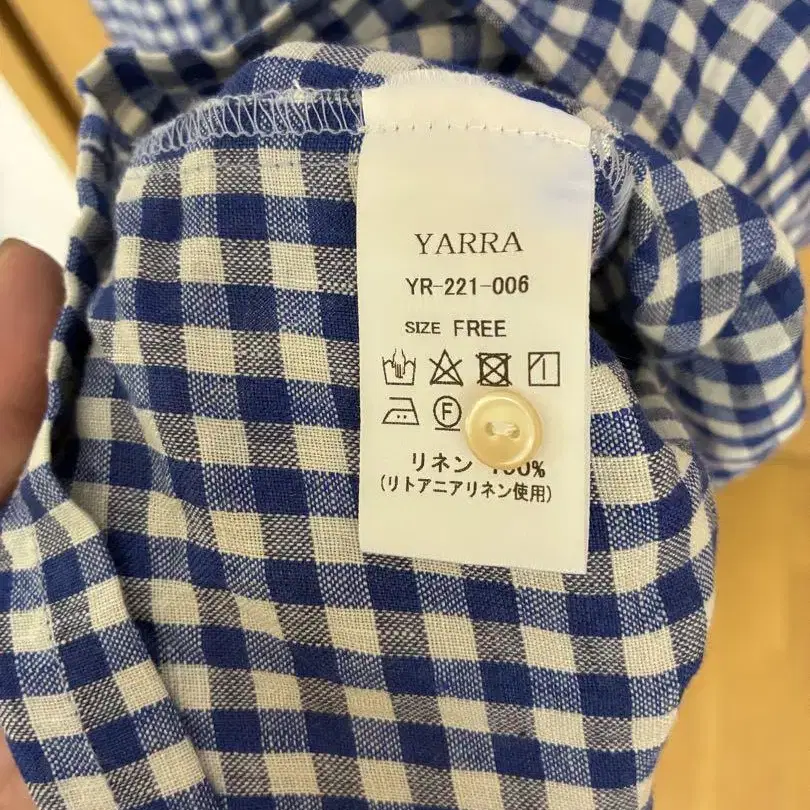 YARRA
YR-221-006
SIZE FREE
F
リネン 100%
(リトアニアリネン使用)